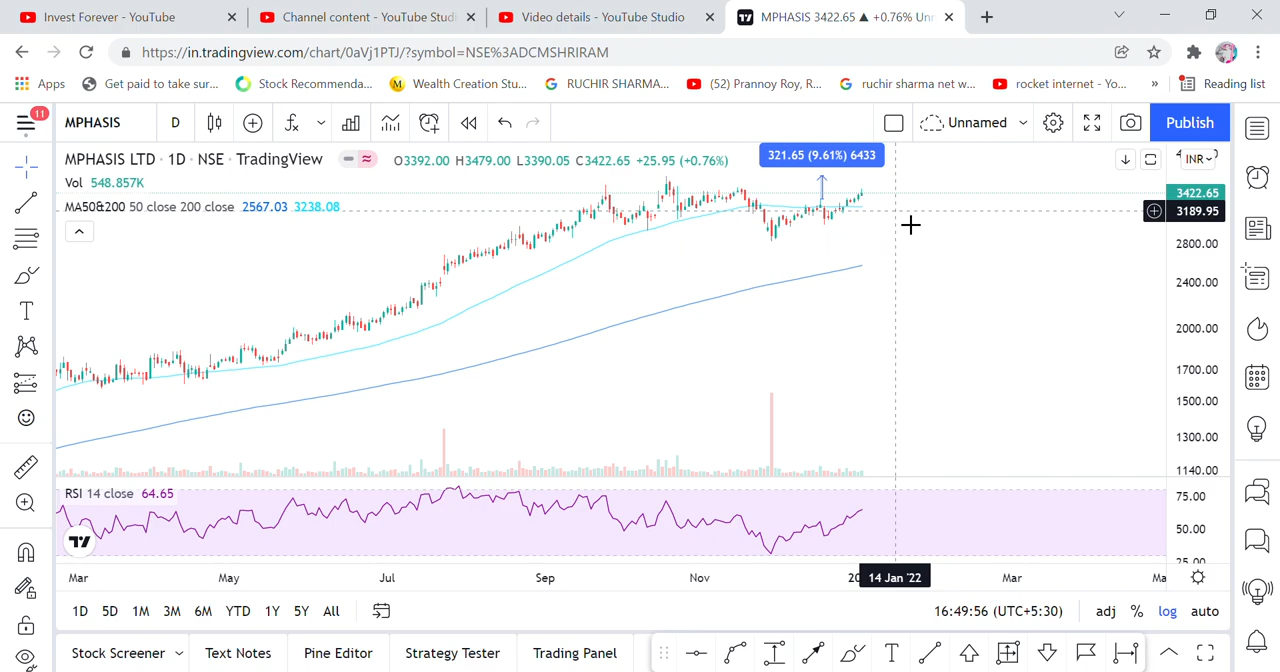 Invest Forever - YouTube
Channel content - YouTube Studi
Video details - YouTube Studio
MPHASIS 3422.65 ▲ +0.76% Unn
https://in.tradingview.com/chart/0aVj1PTJ/?symbol=NSE%3ADCMSHRIRAM
Apps
Get paid to take sur...
Stock Recommenda...
Wealth Creation Stu...
RUCHIR SHARMA...
(52) Prannoy Roy, R...
ruchir sharma net w...
rocket internet - Yo...
»
Reading list
11
MPHASIS
D
Unnamed
Publish
MPHASIS LTD · 1D · NSE · TradingView
O3392.00 H3479.00 L3390.05 C3422.65 +25.95 (+0.76%)
321.65 (9.61%) 6433
INR
Vol 548.857K
3422.65
MA50&200 50 close 200 close 2567.03 3238.08
3189.95
2800.00
2400.00
2000.00
1700.00
1500.00
1300.00
1140.00
RSI 14 close 64.65
75.00
50.00
25.00
Mar
May
Jul
Sep
Nov
20
14 Jan '22
Mar
Ma
1D
5D
1M
3M
6M
YTD
1Y
5Y
All
16:49:56 (UTC+5:30)
adj
%
log
auto
Stock Screener
Text Notes
Pine Editor
Strategy Tester
Trading Panel